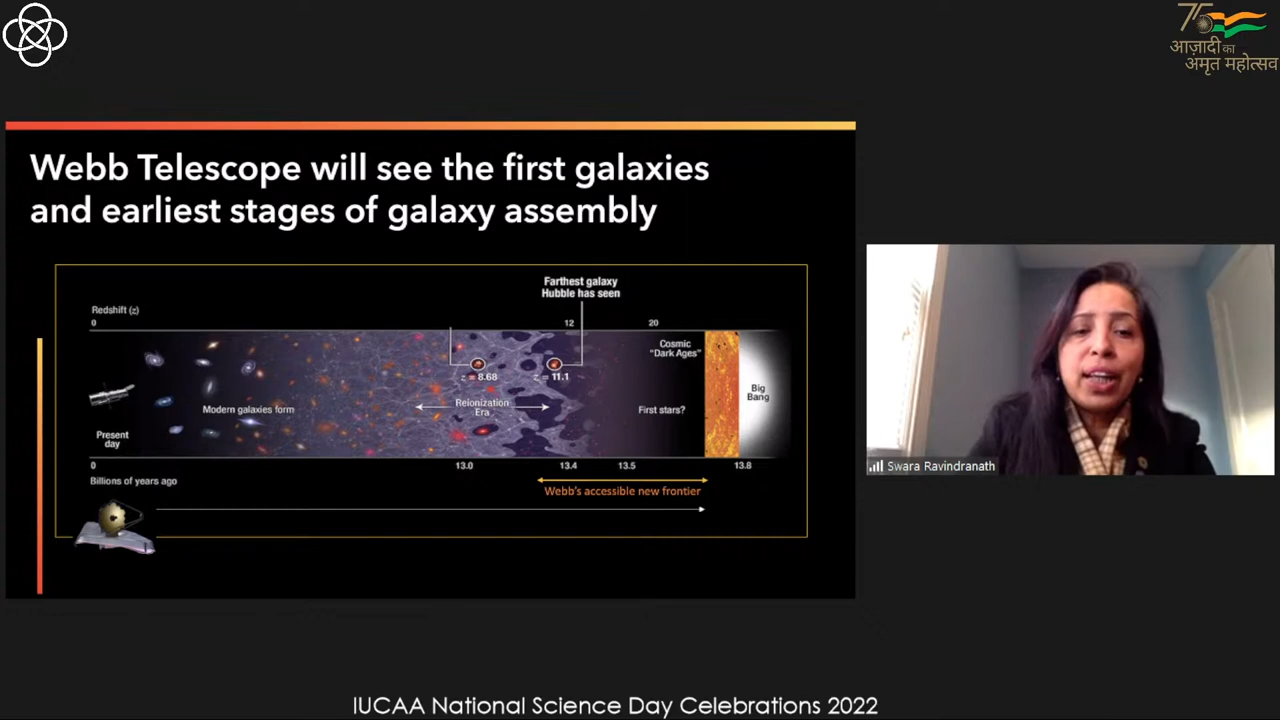 75
आज़ादी का
अमृत महोत्सव
Webb Telescope will see the first galaxies
and earliest stages of galaxy assembly
Farthest galaxy
Hubble has seen
Redshift (z)
0
12
20
Cosmic
"Dark Ages"
z = 8.68
z = 11.1
Big
Bang
Modern galaxies form
Reionization
Era
First stars?
Present
day
0
13.0
13.4
13.5
13.8
Billions of years ago
Webb's accessible new frontier
Swara Ravindranath
IUCAA National Science Day Celebrations 2022